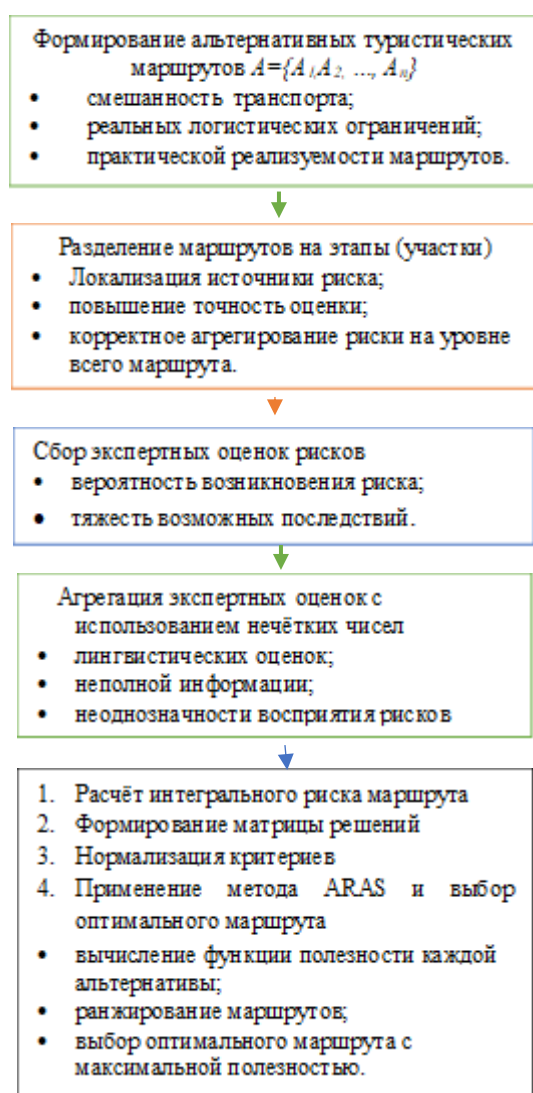 Формирование альтернативных туристических
маршрутов A={A1,A2, ..., An}
• смешанность транспорта;
• реальных логистических ограничений;
• практической реализуемости маршрутов.
Разделение маршрутов на этапы (участки)
• Локализация источники риска;
• повышение точность оценки;
• корректное агрегирование риски на уровне
всего маршрута.
Сбор экспертных оценок рисков
• вероятность возникновения риска;
• тяжесть возможных последствий.
Агрегация экспертных оценок с
использованием нечётких чисел
• лингвистических оценок;
• неполной информации;
• неоднозначности восприятия рисков
1. Расчёт интегрального риска маршрута
2. Формирование матрицы решений
3. Нормализация критериев
4. Применение метода ARAS и выбор
оптимального маршрута
• вычисление функции полезности каждой
альтернативы;
• ранжирование маршрутов;
• выбор оптимального маршрута с
максимальной полезностью.